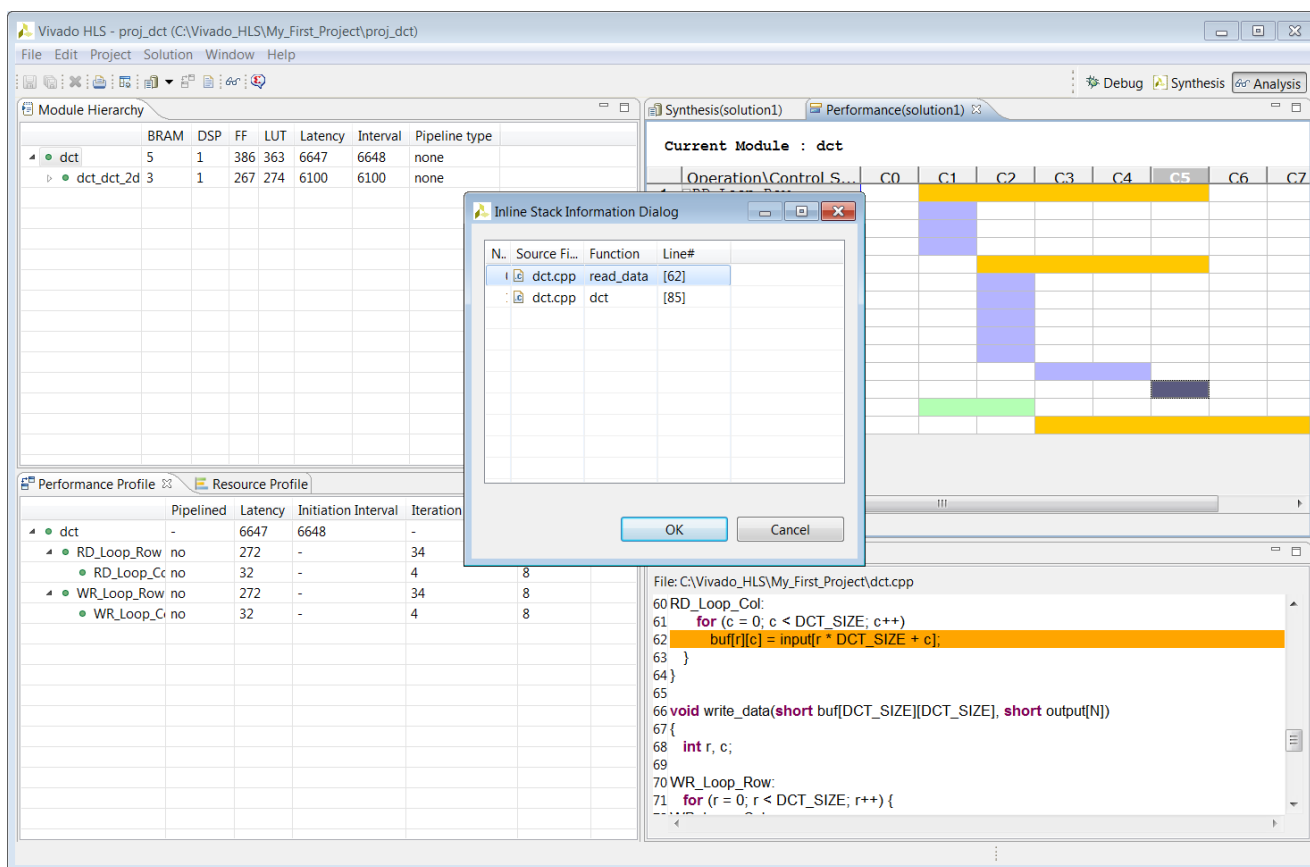 Vivado HLS - proj_dct (C:\Vivado_HLS\My_First_Project\proj_dct)
File Edit Project Solution Window Help
Debug Synthesis Analysis
Module Hierarchy
BRAM DSP FF LUT Latency Interval Pipeline type
dct 5 1 386 363 6647 6648 none
dct_dct_2d 3 1 267 274 6100 6100 none
Synthesis(solution1) Performance(solution1)
Current Module : dct
Operation\Control S... C0 C1 C2 C3 C4 C5 C6 C7
Inline Stack Information Dialog
N.. Source Fi... Function Line#
dct.cpp read_data [62]
dct.cpp dct [85]
OK Cancel
Performance Profile Resource Profile
Pipelined Latency Initiation Interval Iteration
dct - 6647 6648 -
RD_Loop_Row no 272 - 34
RD_Loop_Cc no 32 - 4 8
WR_Loop_Row no 272 - 34 8
WR_Loop_C no 32 - 4 8
File: C:\Vivado_HLS\My_First_Project\dct.cpp
60 RD_Loop_Col:
61 for (c = 0; c < DCT_SIZE; c++)
62 buf[r][c] = input[r * DCT_SIZE + c];
63 }
64 }
65
66 void write_data(short buf[DCT_SIZE][DCT_SIZE], short output[N])
67 {
68 int r, c;
69
70 WR_Loop_Row:
71 for (r = 0; r < DCT_SIZE; r++) {